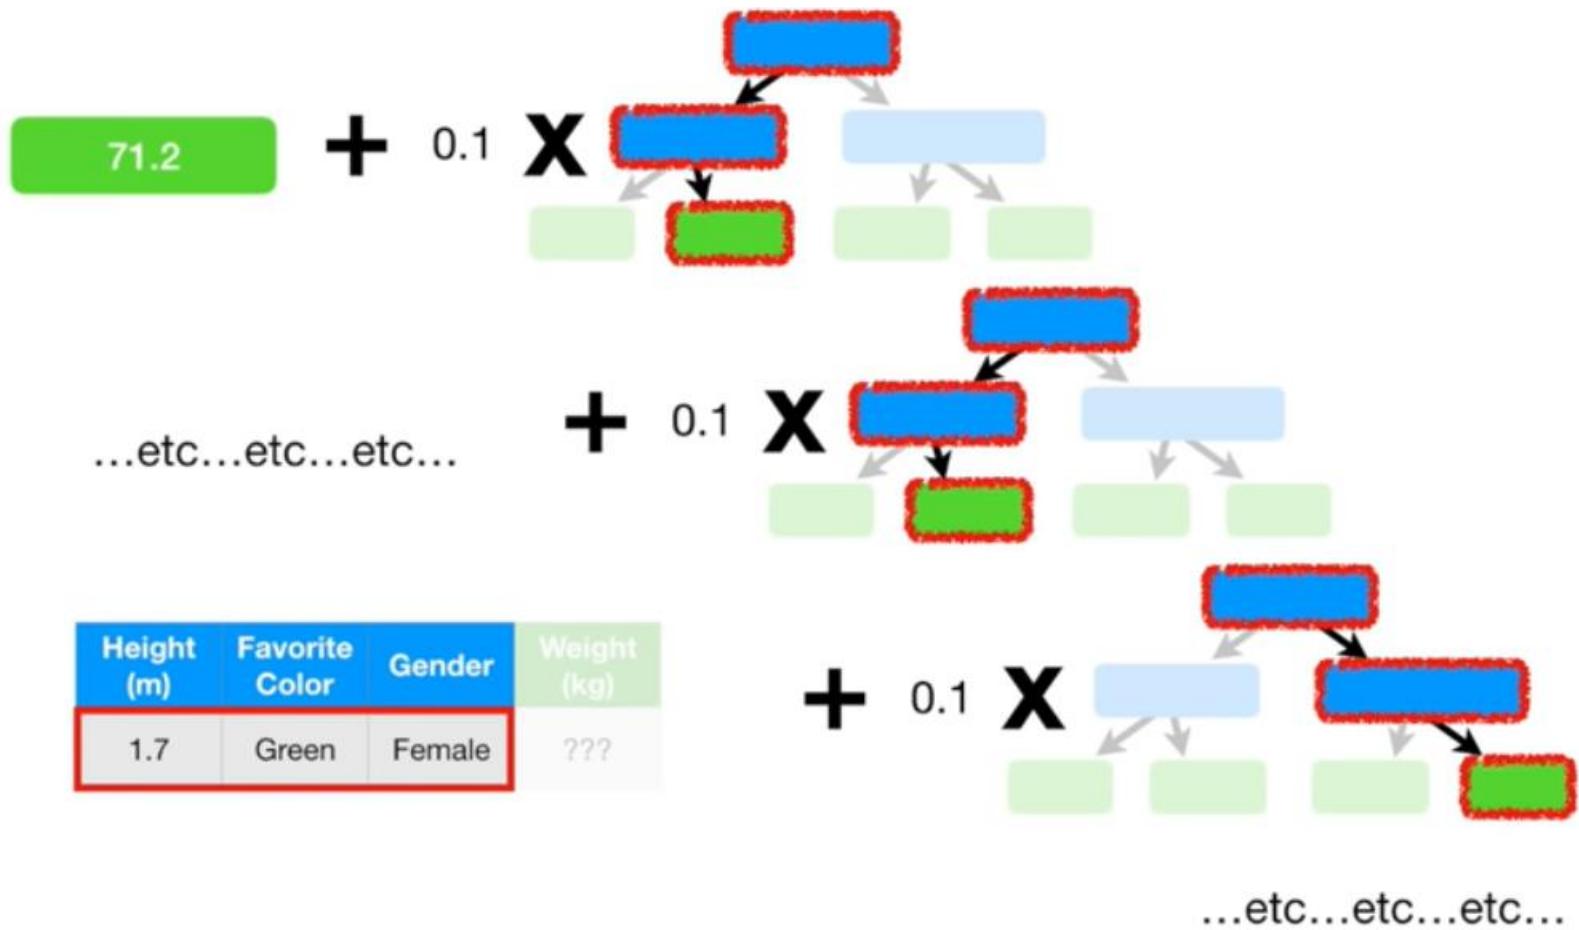 71.2 + 0.1 X
...etc...etc...etc...
+ 0.1 X
Height (m) Favorite Color Gender Weight (kg)
1.7 Green Female ???
+ 0.1 X
...etc...etc...etc...